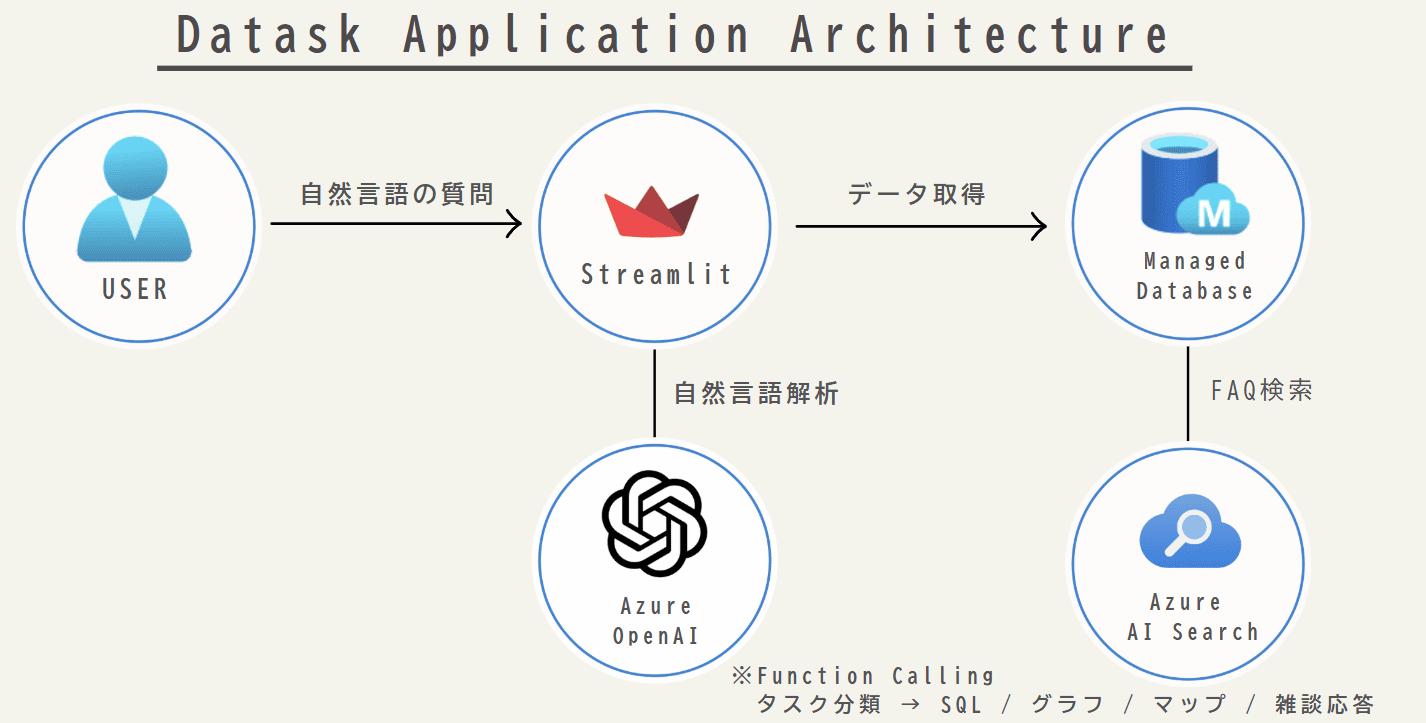 Datask Application Architecture
自然言語の質問
データ取得
USER
Streamlit
Managed
Database
自然言語解析
FAQ検索
Azure
OpenAI
Azure
AI Search
※Function Calling
タスク分類 → SQL / グラフ / マップ / 雑談応答